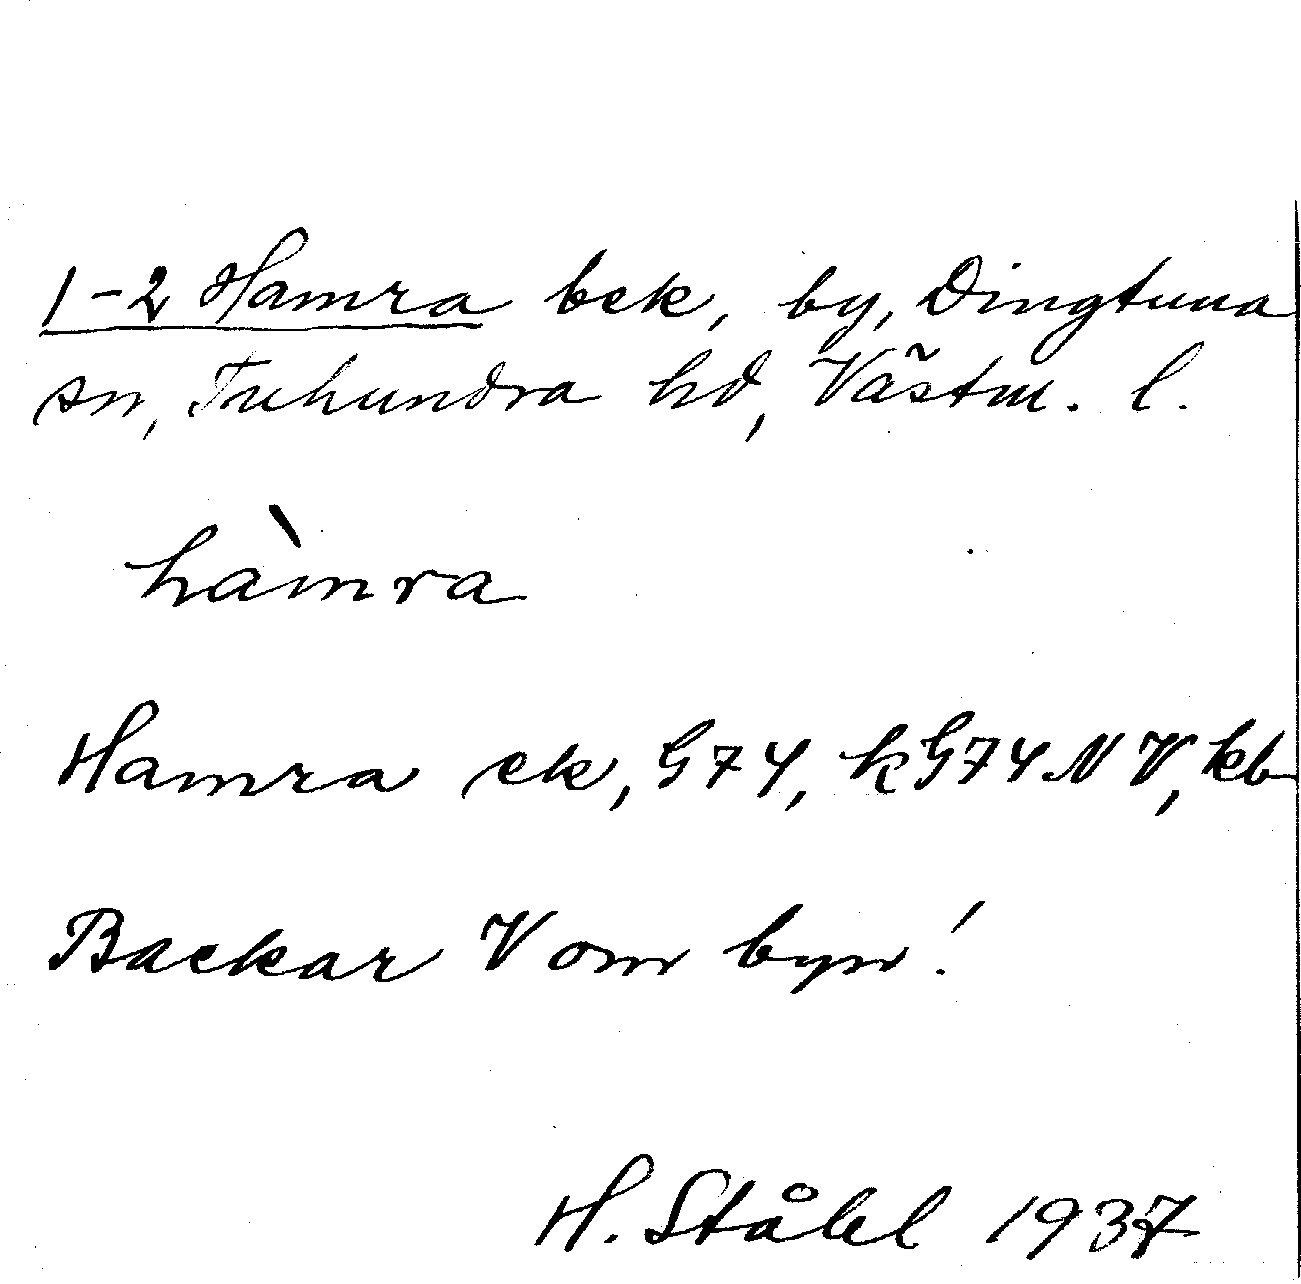 1-2 Hamra bek, by, Dingtuna
sn, Tuhundra hd, Västm. l.
hàmra
Hamra ek, G74, kG74NV, kb
Backar V om byn!
H. Ståhl 1937